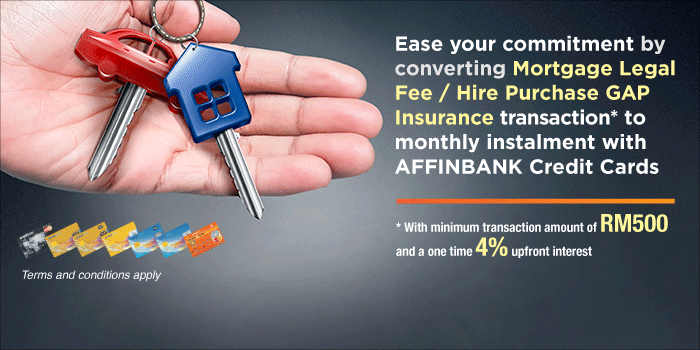 Ease your commitment by
converting Mortgage Legal
Fee / Hire Purchase GAP
Insurance transaction* to
monthly instalment with
AFFINBANK Credit Cards
* With minimum transaction amount of RM500
and a one time 4% upfront interest
Terms and conditions apply